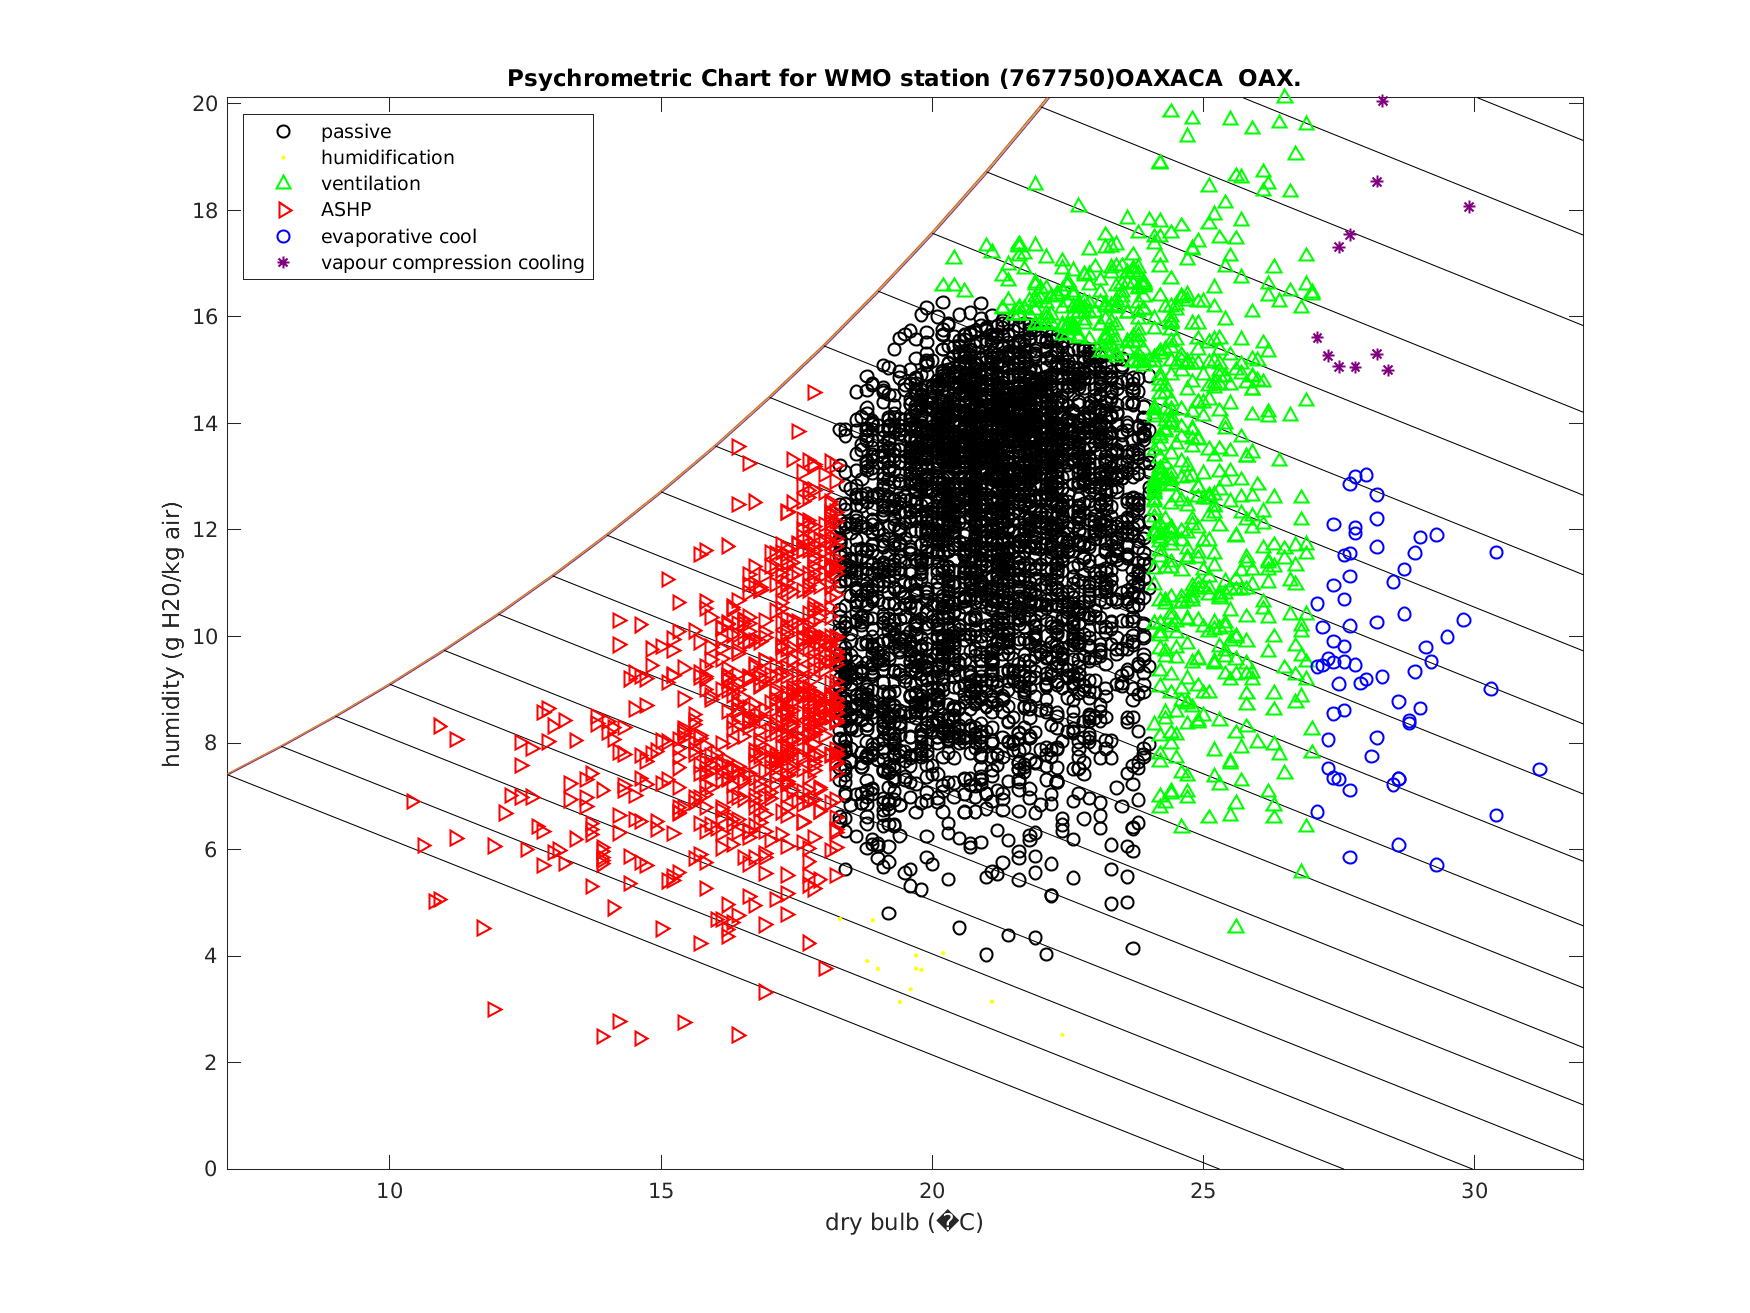 Psychrometric Chart for WMO station (767750)OAXACA  OAX.
passive
humidification
ventilation
ASHP
evaporative cool
vapour compression cooling
humidity (g H20/kg air)
20
18
16
14
12
10
8
6
4
2
0
10 15 20 25 30
dry bulb (�C)